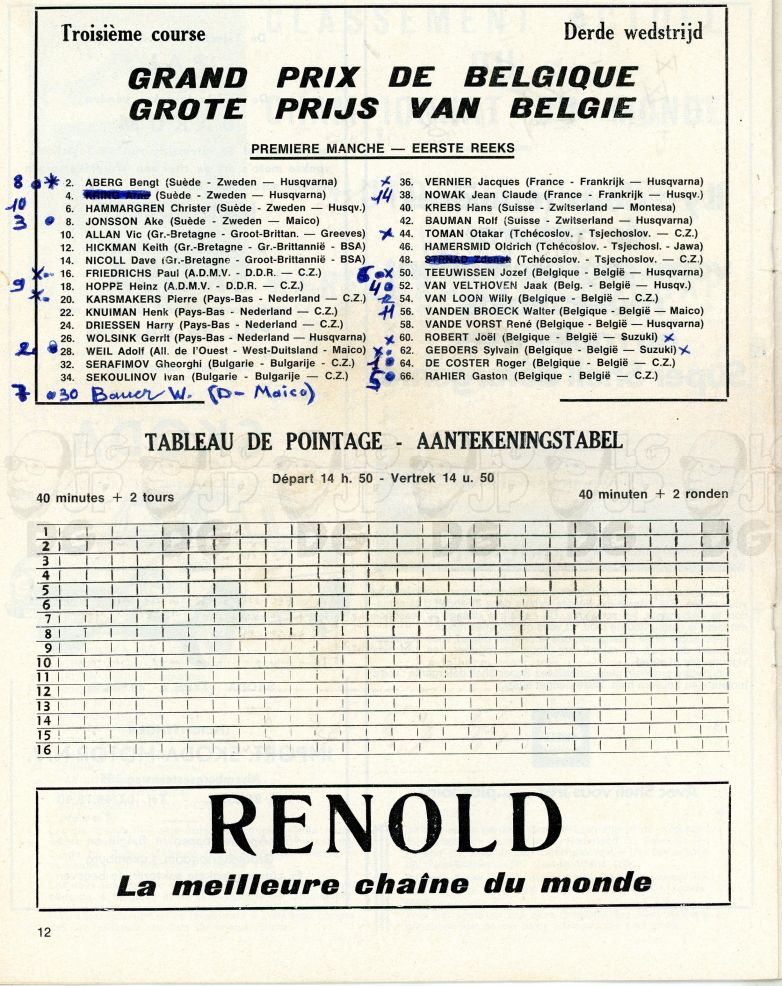 Troisième course Derde wedstrijd
GRAND PRIX DE BELGIQUE
GROTE PRIJS VAN BELGIE
PREMIERE MANCHE — EERSTE REEKS
8 2. ABERG Bengt (Suède - Zweden — Husqvarna)
4. (Suède - Zweden — Husqvarna)
10 6. HAMMARGREN Christer (Suède - Zweden — Husqv.)
3 8. JONSSON Ake (Suède - Zweden — Maico)
10. ALLAN Vic (Gr.-Bretagne - Groot-Brittan. — Greeves)
12. HICKMAN Keith (Gr.-Bretagne - Gr.-Brittannië - BSA)
14. NICOLL Dave (Gr.-Bretagne - Gr.-Brittannië - BSA)
x 16. FRIEDRICHS Paul (A.D.M.V. - D.D.R. — C.Z.)
9 18. HOPPE Heinz (A.D.M.V. - D.D.R. — C.Z.)
x 20. KARSMAKERS Pierre (Pays-Bas - Nederland — C.Z.)
22. KNUIMAN Henk (Pays-Bas - Nederland — C.Z.)
24. DRIESSEN Harry (Pays-Bas - Nederland — C.Z.)
26. WOLSINK Gerrit (Pays-Bas - Nederland — Husqvarna)
2 28. WEIL Adolf (All. de l'Ouest - West-Duitsland - Maico)
32. SERAFIMOV Gheorghi (Bulgarie - Bulgarije - C.Z.)
34. SEKOULINOV Ivan (Bulgarie - Bulgarije — C.Z.)
7 30 Bauer W. (D- Maico)
x 36. VERNIER Jacques (France - Frankrijk — Husqvarna)
14 38. NOWAK Jean Claude (France - Frankrijk — Husqv.)
40. KREBS Hans (Suisse - Zwitserland — Montesa)
42. BAUMAN Rolf (Suisse - Zwitserland — Husqvarna)
x 44. TOMAN Otakar (Tchécoslov. - Tsjechoslov. — C.Z.)
46. HAMERSMID Oldrich (Tchécoslov. - Tsjechosl. - Jawa)
48. STRNAD Zdenek (Tchécoslov. - Tsjechoslov. — C.Z.)
6 x 50. TEEUWISSEN Jozef (Belgique - België — Husqvarna)
4 52. VAN VELTHOVEN Jaak (Belg. - België — Husqv.)
54. VAN LOON Willy (Belgique - België — C.Z.)
11 56. VANDEN BROECK Walter (Belgique - België — Maico)
58. VANDE VORST René (Belgique - België - Husqvarna)
60. ROBERT Joël (Belgique - België — Suzuki) x
x 62. GEBOERS Sylvain (Belgique - België — Suzuki) x
1 64. DE COSTER Roger (Belgique - België — C.Z.)
5 66. RAHIER Gaston (Belgique - België — C.Z.)
TABLEAU DE POINTAGE - AANTEKENINGSTABEL
Départ 14 h. 50 - Vertrek 14 u. 50
40 minutes + 2 tours 40 minuten + 2 ronden
1
2
3
4
5
6
7
8
9
10
11
12
13
14
15
16
RENOLD
La meilleure chaîne du monde
12